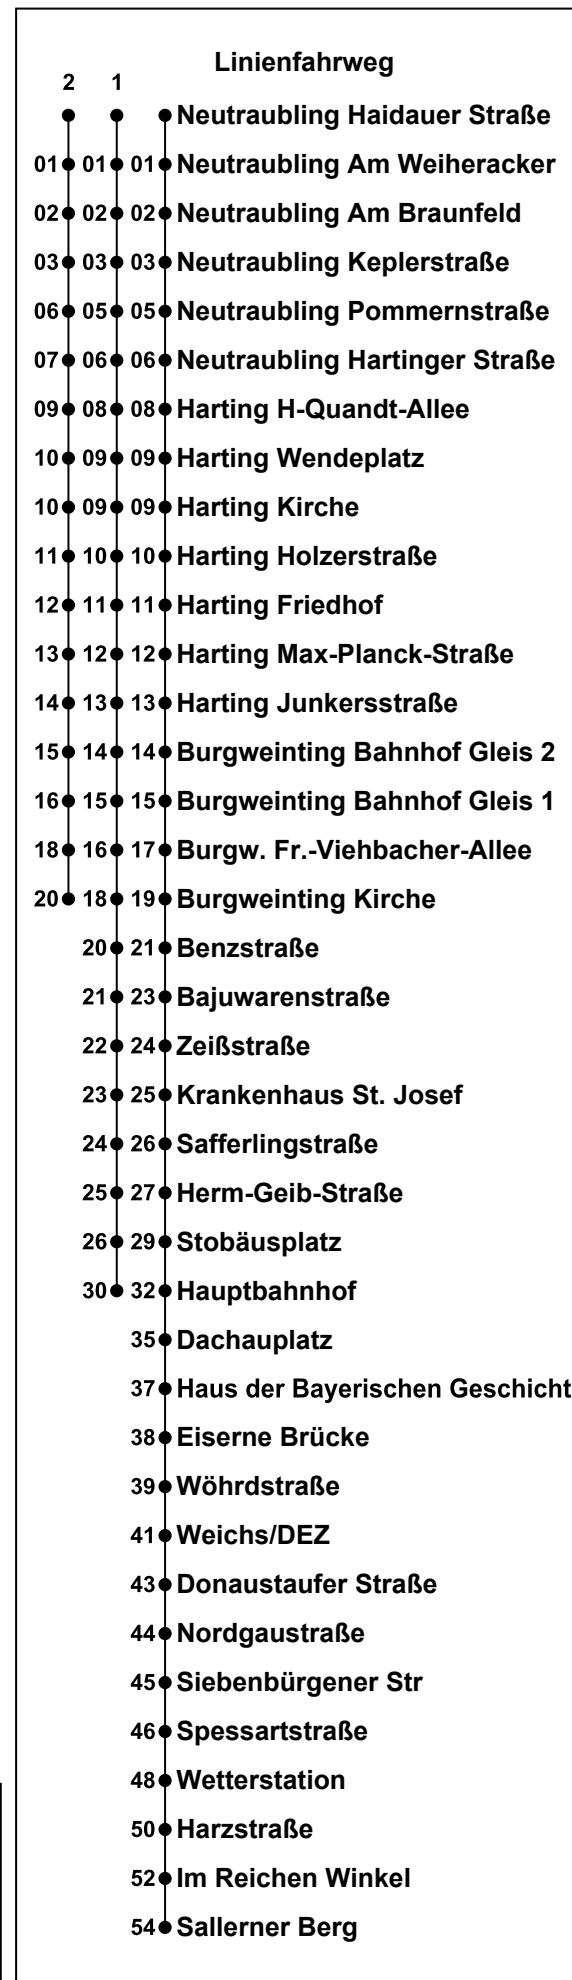 Linienfahrweg
2 1
Neutraubling Haidauer Straße
01 01 01 Neutraubling Am Weiheracker
02 02 02 Neutraubling Am Braunfeld
03 03 03 Neutraubling Keplerstraße
06 05 05 Neutraubling Pommernstraße
07 06 06 Neutraubling Hartinger Straße
09 08 08 Harting H-Quandt-Allee
10 09 09 Harting Wendeplatz
10 09 09 Harting Kirche
11 10 10 Harting Holzerstraße
12 11 11 Harting Friedhof
13 12 12 Harting Max-Planck-Straße
14 13 13 Harting Junkersstraße
15 14 14 Burgweinting Bahnhof Gleis 2
16 15 15 Burgweinting Bahnhof Gleis 1
18 16 17 Burgw. Fr.-Viehbacher-Allee
20 18 19 Burgweinting Kirche
20 21 Benzstraße
21 23 Bajuwarenstraße
22 24 Zeißstraße
23 25 Krankenhaus St. Josef
24 26 Safferlingstraße
25 27 Herm-Geib-Straße
26 29 Stobäusplatz
30 32 Hauptbahnhof
35 Dachauplatz
37 Haus der Bayerischen Geschicht
38 Eiserne Brücke
39 Wöhrdstraße
41 Weichs/DEZ
43 Donaustaufer Straße
44 Nordgaustraße
45 Siebenbürgener Str
46 Spessartstraße
48 Wetterstation
50 Harzstraße
52 Im Reichen Winkel
54 Sallerner Berg